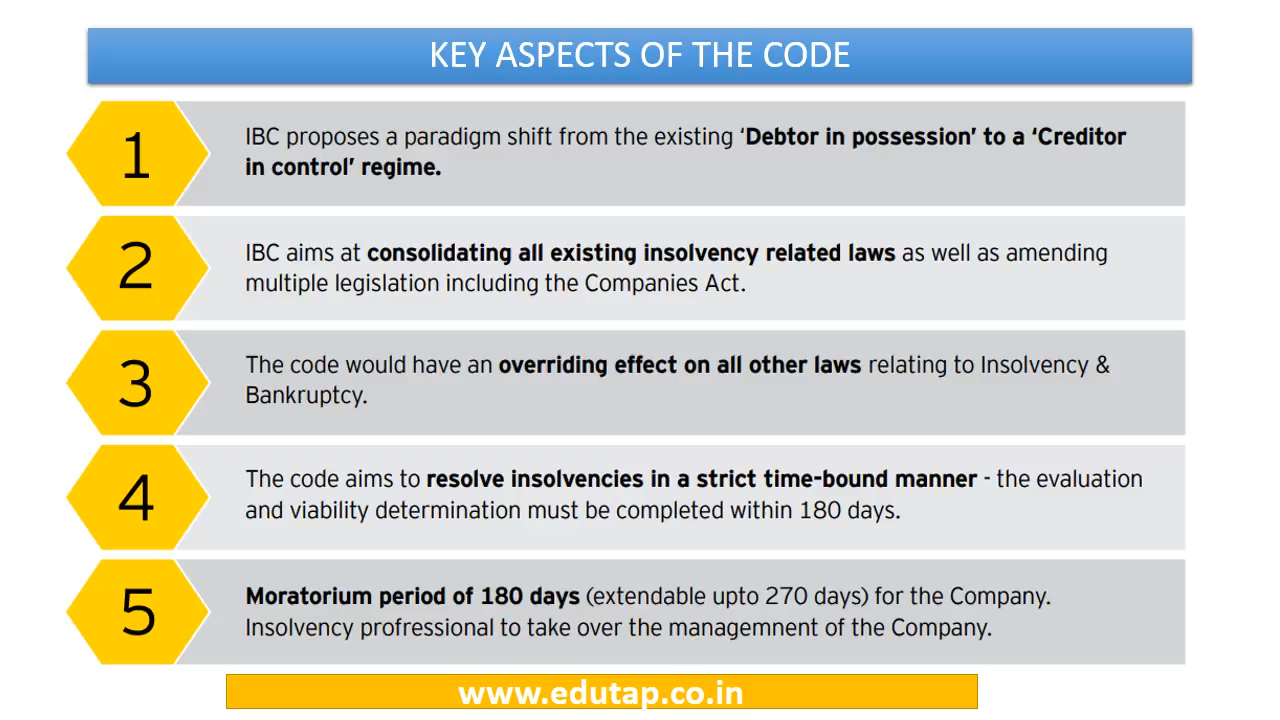 KEY ASPECTS OF THE CODE
1
IBC proposes a paradigm shift from the existing ‘Debtor in possession’ to a ‘Creditor
in control’ regime.
2
IBC aims at consolidating all existing insolvency related laws as well as amending
multiple legislation including the Companies Act.
3
The code would have an overriding effect on all other laws relating to Insolvency &
Bankruptcy.
4
The code aims to resolve insolvencies in a strict time-bound manner - the evaluation
and viability determination must be completed within 180 days.
5
Moratorium period of 180 days (extendable upto 270 days) for the Company.
Insolvency profressional to take over the managemnent of the Company.
www.edutap.co.in